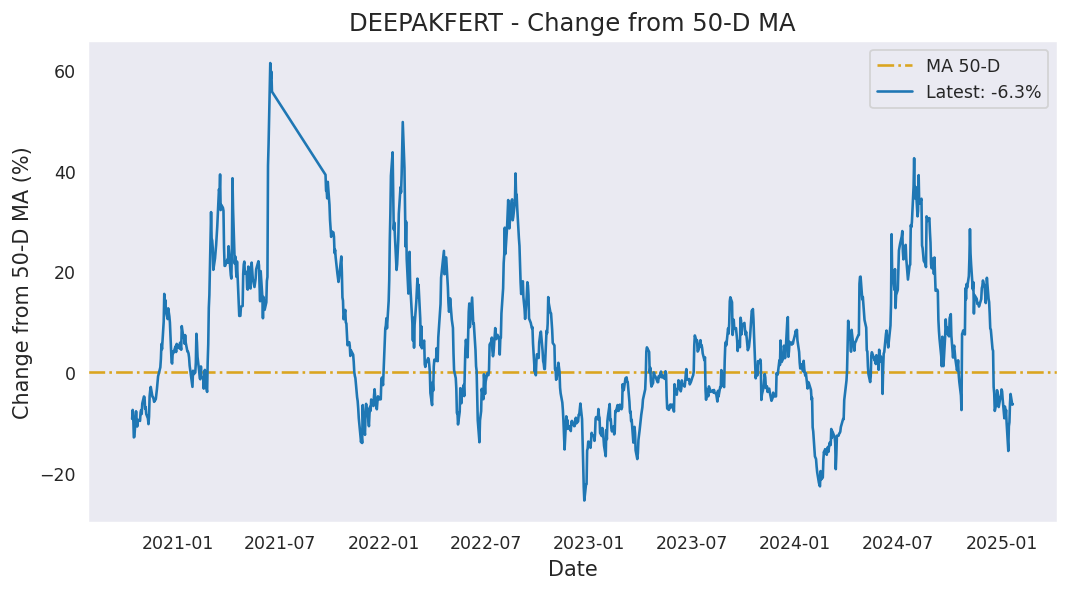 DEEPAKFERT - Change from 50-D MA
MA 50-D
Latest: -6.3%
Change from 50-D MA (%)
60
40
20
0
−20
2021-01 2021-07 2022-01 2022-07 2023-01 2023-07 2024-01 2024-07 2025-01
Date